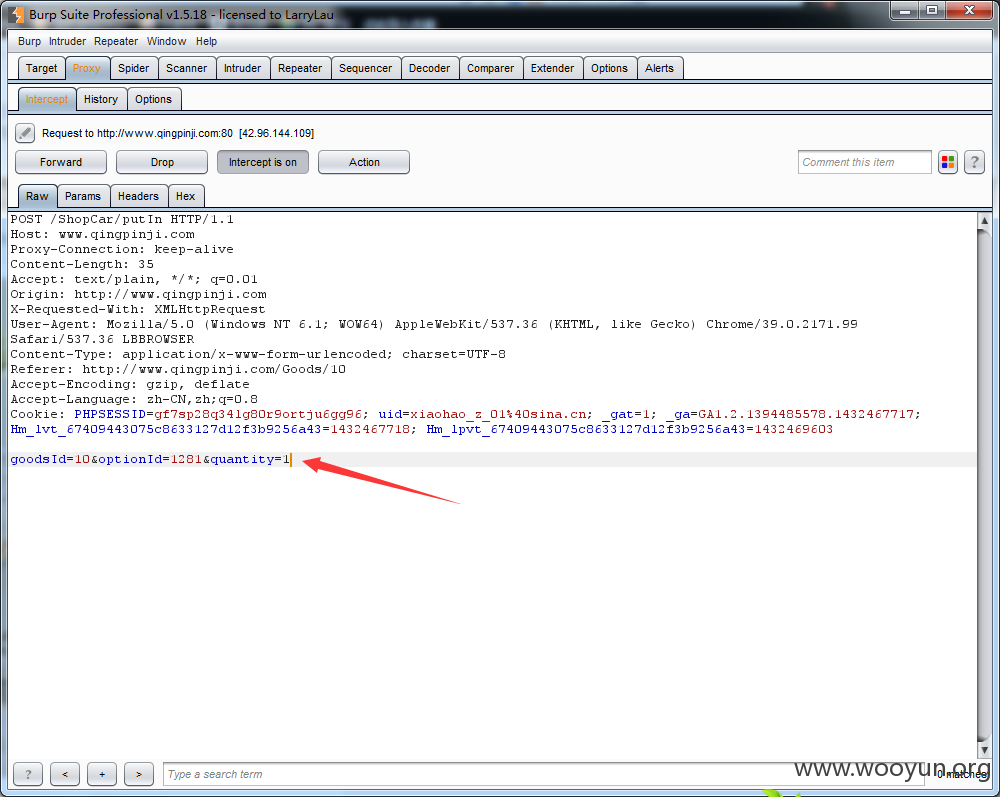 Burp Suite Professional v1.5.18 - licensed to LarryLau
Burp Intruder Repeater Window Help
Target Proxy Spider Scanner Intruder Repeater Sequencer Decoder Comparer Extender Options Alerts
Intercept History Options
Request to http://www.qingpinji.com:80 [42.96.144.109]
Forward Drop Intercept is on Action Comment this item ?
Raw Params Headers Hex
POST /ShopCar/putIn HTTP/1.1
Host: www.qingpinji.com
Proxy-Connection: keep-alive
Content-Length: 35
Accept: text/plain, */*; q=0.01
Origin: http://www.qingpinji.com
X-Requested-With: XMLHttpRequest
User-Agent: Mozilla/5.0 (Windows NT 6.1; WOW64) AppleWebKit/537.36 (KHTML, like Gecko) Chrome/39.0.2171.99
Safari/537.36 LBBROWSER
Content-Type: application/x-www-form-urlencoded; charset=UTF-8
Referer: http://www.qingpinji.com/Goods/10
Accept-Encoding: gzip, deflate
Accept-Language: zh-CN,zh;q=0.8
Cookie: PHPSESSID=gf7sp28q341g80r9ortju6gg96; uid=xiaohao_z_01%40sina.cn; _gat=1; _ga=GA1.2.1394485578.1432467717;
Hm_lvt_67409443075c8633127d12f3b9256a43=1432467718; Hm_lpvt_67409443075c8633127d12f3b9256a43=1432469603
goodsId=10&optionId=1281&quantity=1
? < + > Type a search term 0 matches
www.wooyun.org